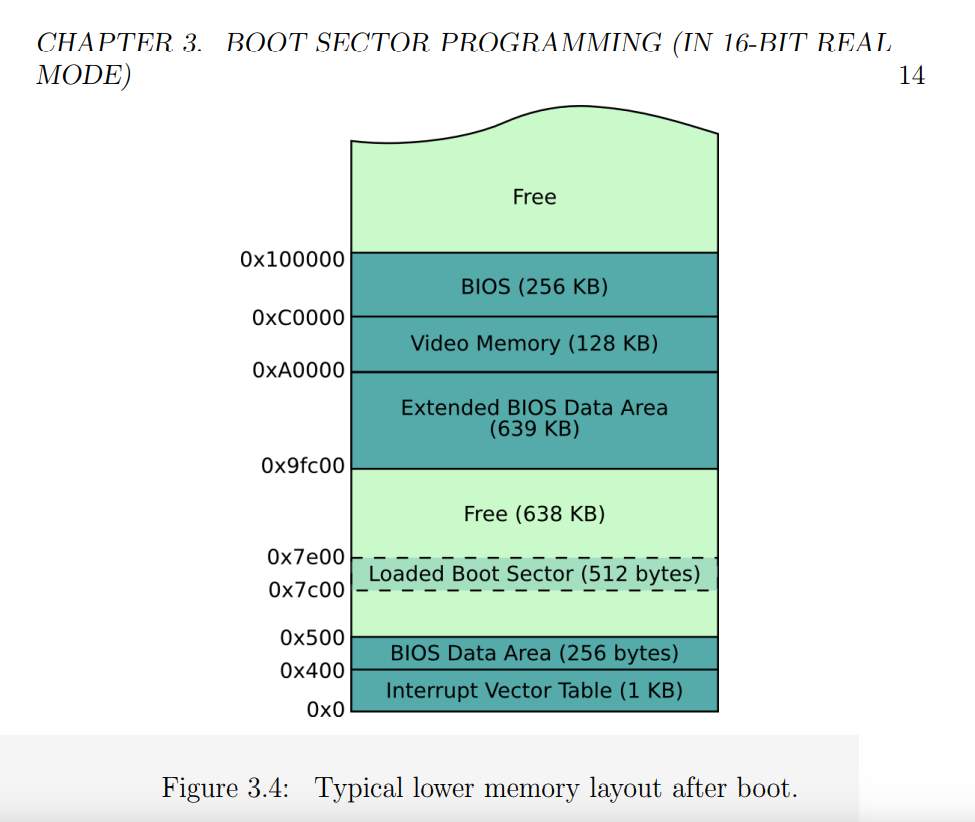 CHAPTER 3. BOOT SECTOR PROGRAMMING (IN 16-BIT REAL
MODE) 14
Free
0x100000
BIOS (256 KB)
0xC0000
Video Memory (128 KB)
0xA0000
Extended BIOS Data Area
(639 KB)
0x9fc00
Free (638 KB)
0x7e00
Loaded Boot Sector (512 bytes)
0x7c00
0x500
BIOS Data Area (256 bytes)
0x400
Interrupt Vector Table (1 KB)
0x0
Figure 3.4: Typical lower memory layout after boot.